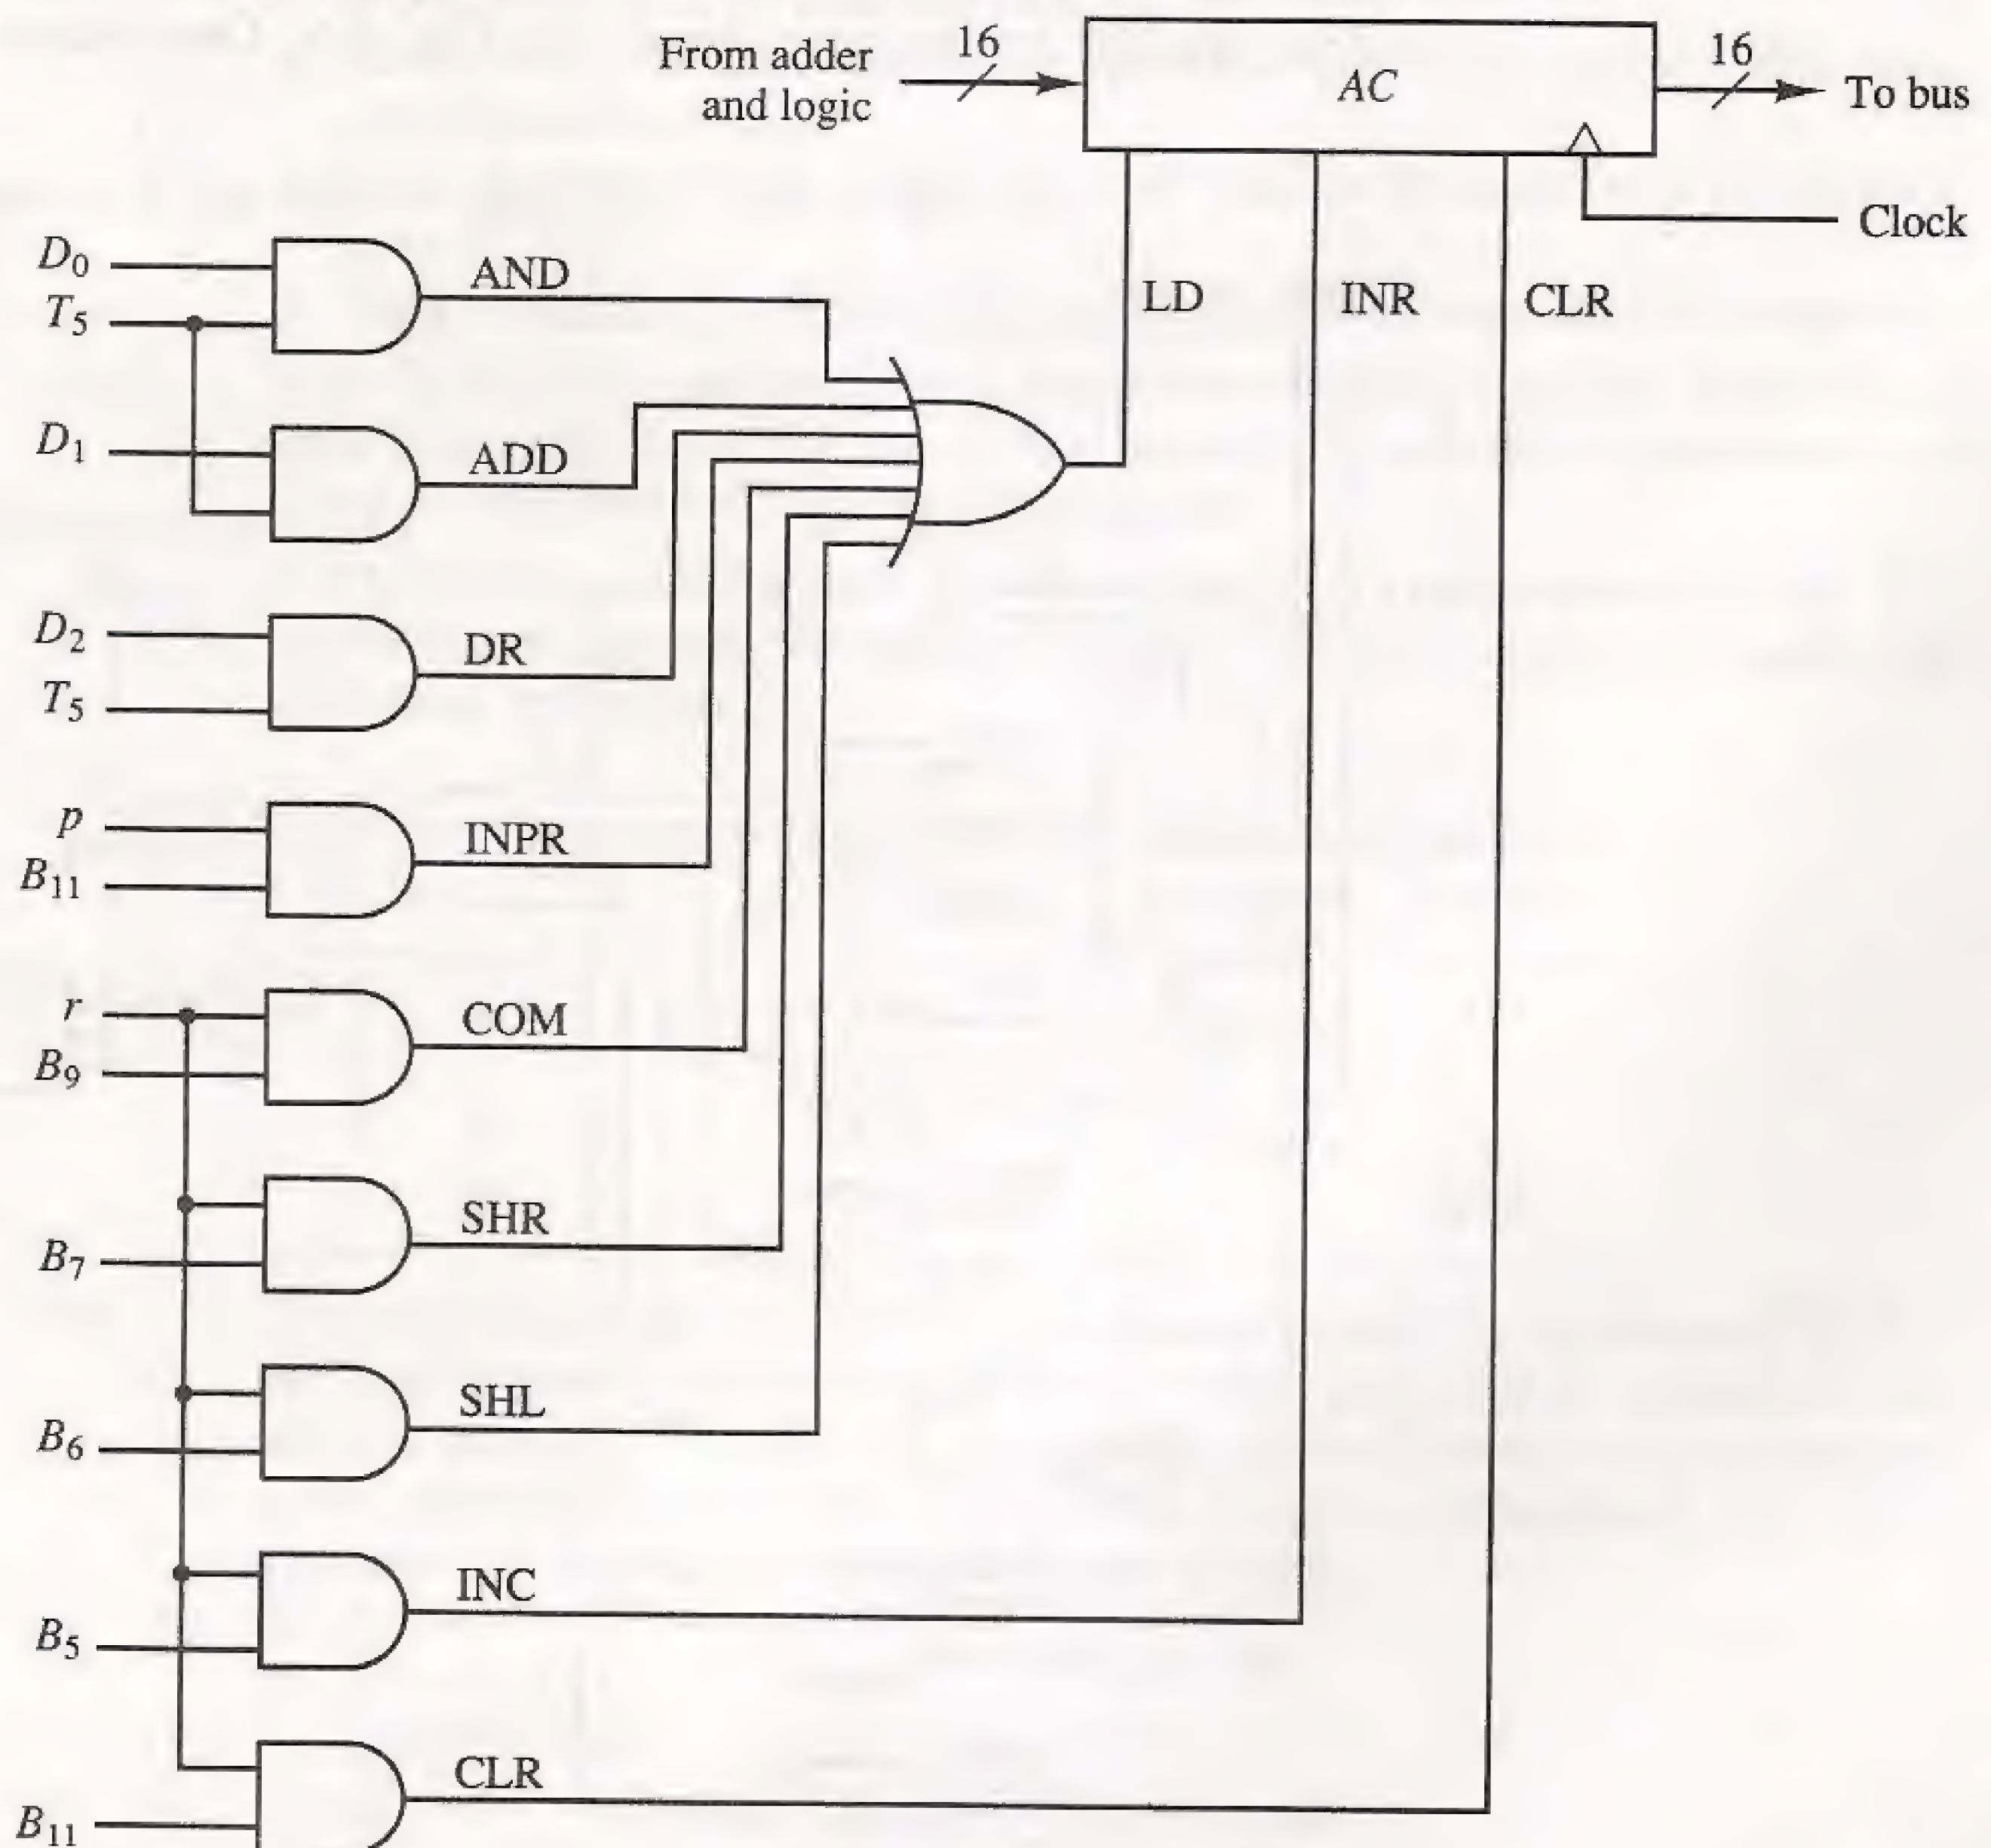 From adder
and logic
16
AC
16
To bus
Clock
LD
INR
CLR
D0
T5
AND
D1
ADD
D2
T5
DR
p
B11
INPR
r
B9
COM
B7
SHR
B6
SHL
B5
INC
B11
CLR